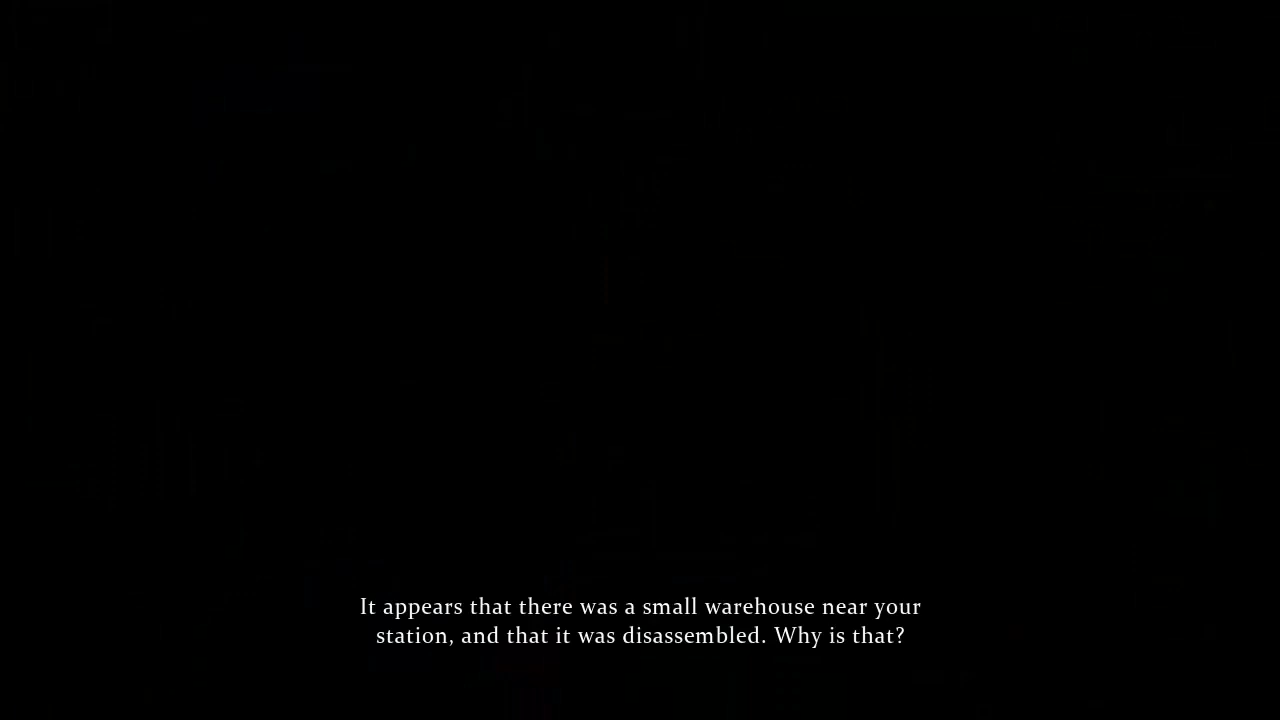 It appears that there was a small warehouse near your
station, and that it was disassembled. Why is that?